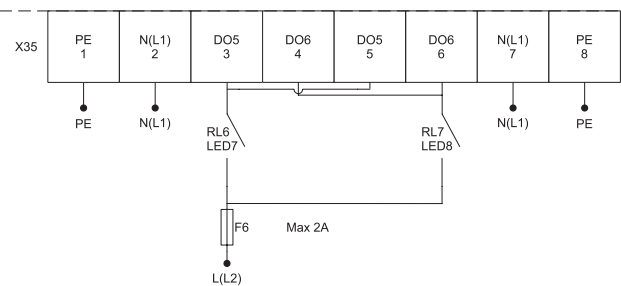 X35
PE
1
N(L1)
2
DO5
3
DO6
4
DO5
5
DO6
6
N(L1)
7
PE
8
PE
N(L1)
N(L1)
PE
RL6
LED7
RL7
LED8
F6
Max 2A
L(L2)